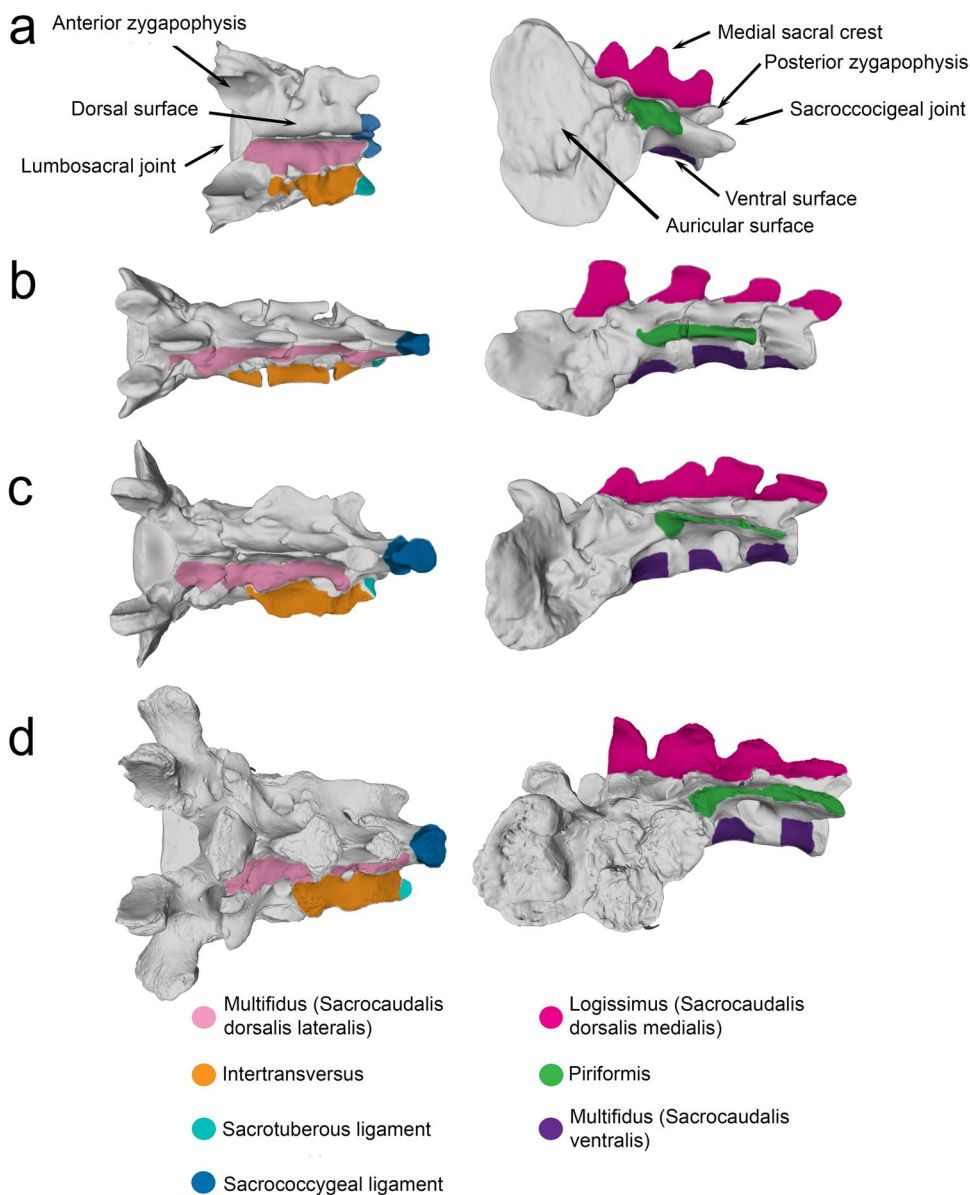 a
Anterior zygapophysis
Dorsal surface
Lumbosacral joint
Medial sacral crest
Posterior zygapophysis
Sacroccocigeal joint
Ventral surface
Auricular surface
b
c
d
Multifidus (Sacrocaudalis
dorsalis lateralis)
Intertransversus
Sacrotuberous ligament
Sacrococcygeal ligament
Logissimus (Sacrocaudalis
dorsalis medialis)
Piriformis
Multifidus (Sacrocaudalis
ventralis)